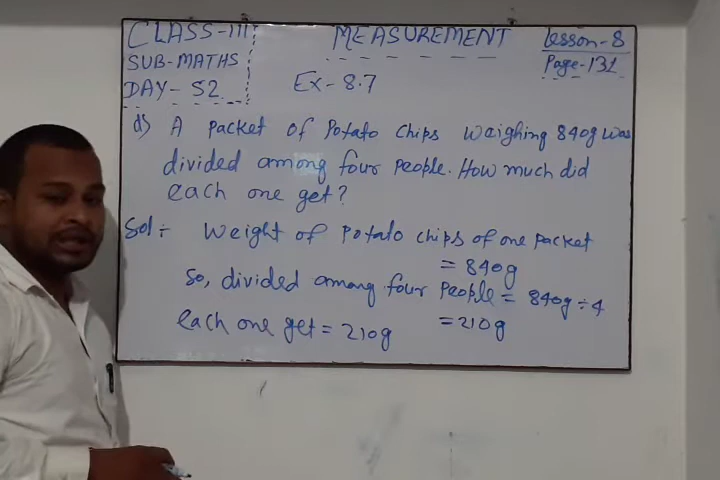 CLASS-III
MEASUREMENT
Lesson-8
SUB-MATHS
Page-131
DAY-52
Ex-8.7
d) A packet of potato chips weighing 840g was
divided among four people. How much did
each one get?
Sol÷ Weight of potato chips of one packet
= 840g
So, divided among four people = 840g÷4
= 210g
each one get = 210g